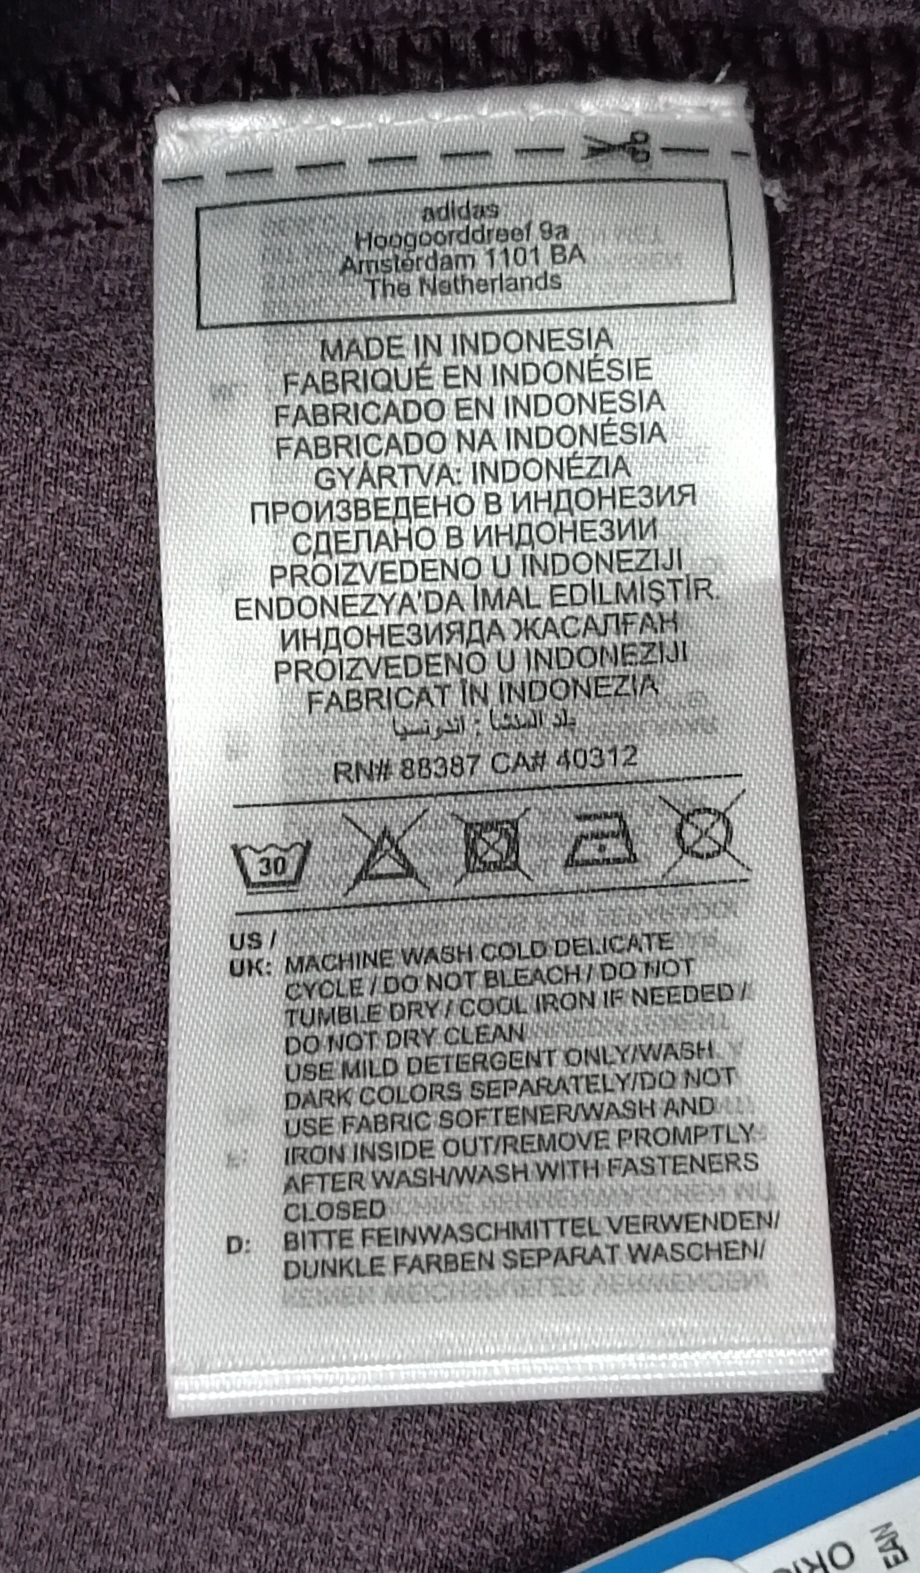 adidas
Hoogoorddreef 9a
Amsterdam 1101 BA
The Netherlands
MADE IN INDONESIA
FABRIQUÉ EN INDONÉSIE
FABRICADO EN INDONESIA
FABRICADO NA INDONÉSIA
GYÁRTVA: INDONÉZIA
ПРОИЗВЕДЕНО В ИНДОНЕЗИЯ
СДЕЛАНО В ИНДОНЕЗИИ
PROIZVEDENO U INDONEZIJI
ENDONEZYA'DA İMAL EDİLMİŞTİR.
ИНДОНЕЗИЯДА ЖАСАЛҒАН
PROIZVEDENO U INDONEZIJI
FABRICAT ÎN INDONEZIA
بلد المنشأ : اندونسيا
RN# 88387 CA# 40312
30
US /
UK: MACHINE WASH COLD DELICATE
CYCLE / DO NOT BLEACH / DO NOT
TUMBLE DRY / COOL IRON IF NEEDED /
DO NOT DRY CLEAN
USE MILD DETERGENT ONLY/WASH
DARK COLORS SEPARATELY/DO NOT
USE FABRIC SOFTENER/WASH AND
IRON INSIDE OUT/REMOVE PROMPTLY
AFTER WASH/WASH WITH FASTENERS
CLOSED
D: BITTE FEINWASCHMITTEL VERWENDEN/
DUNKLE FARBEN SEPARAT WASCHEN/
EAN